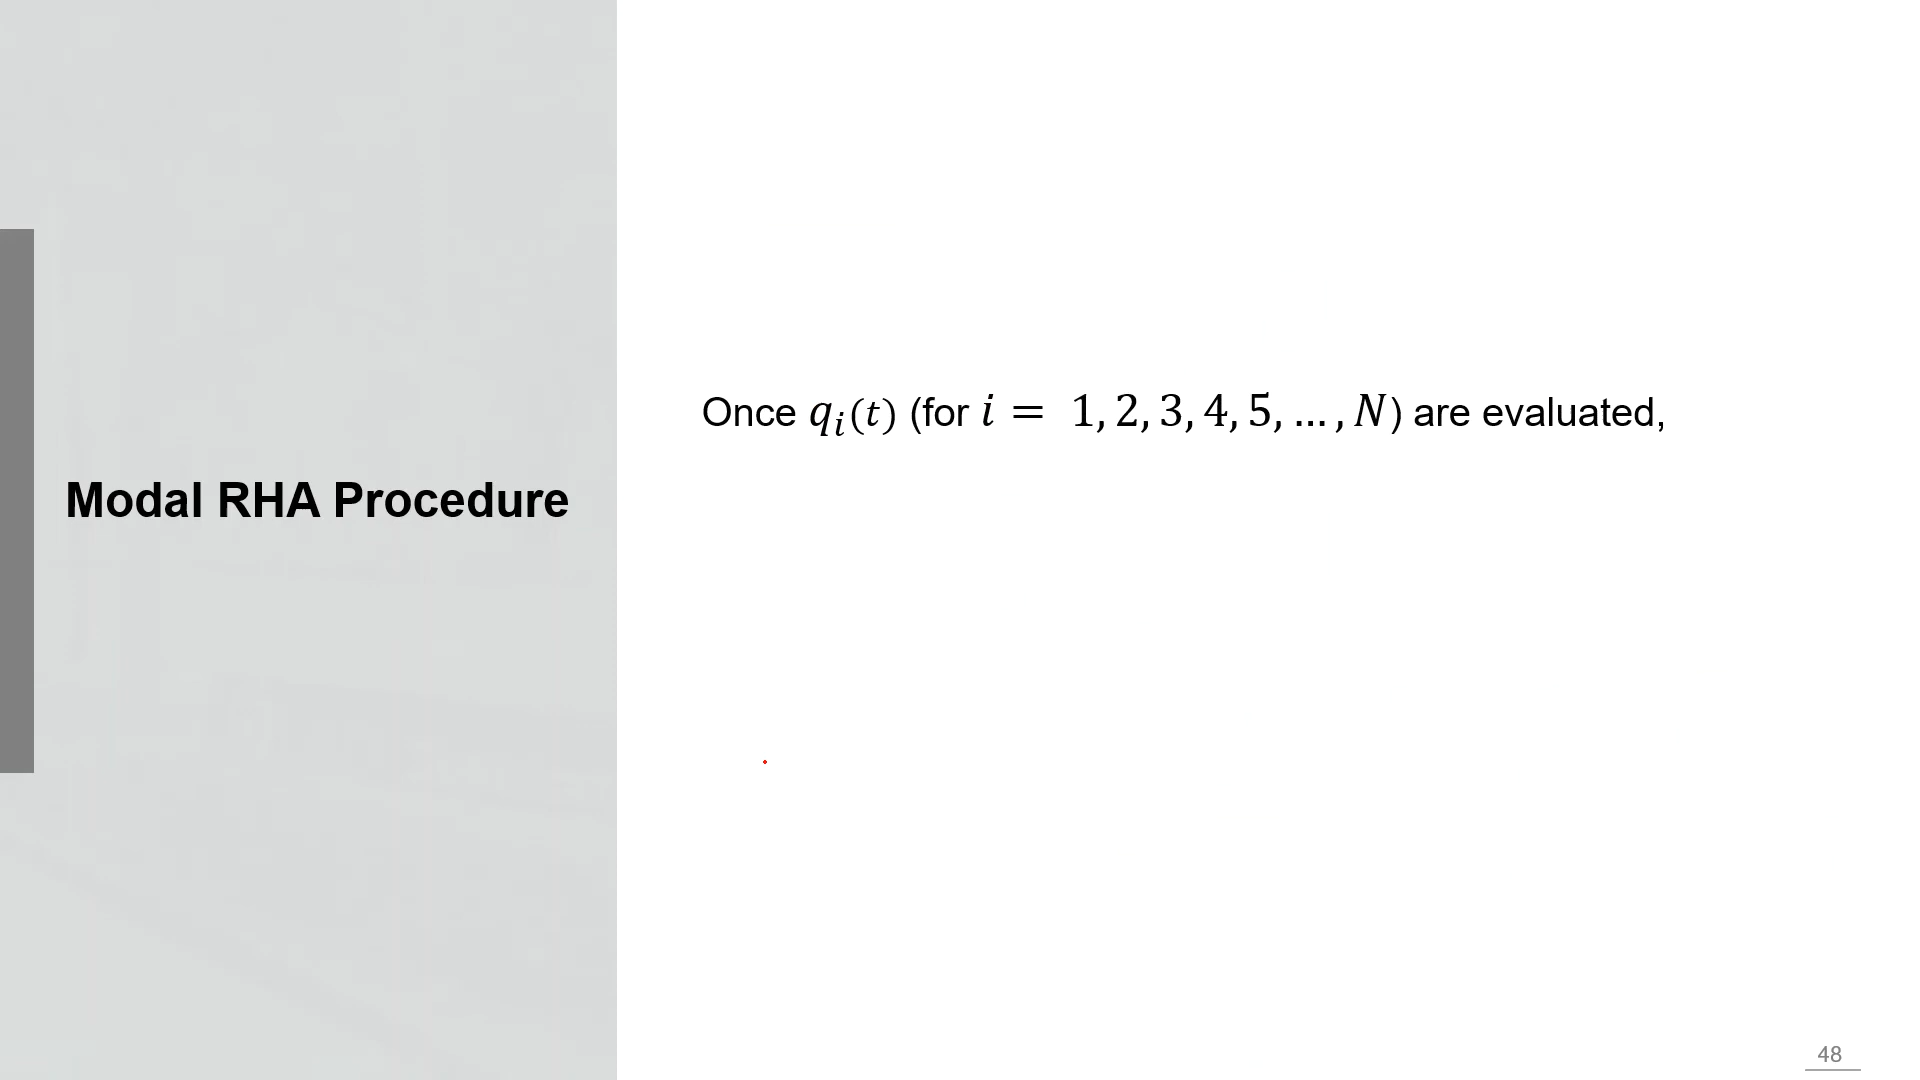 Modal RHA Procedure
Once qᵢ(t) (for i = 1, 2, 3, 4, 5, … , N) are evaluated,
48